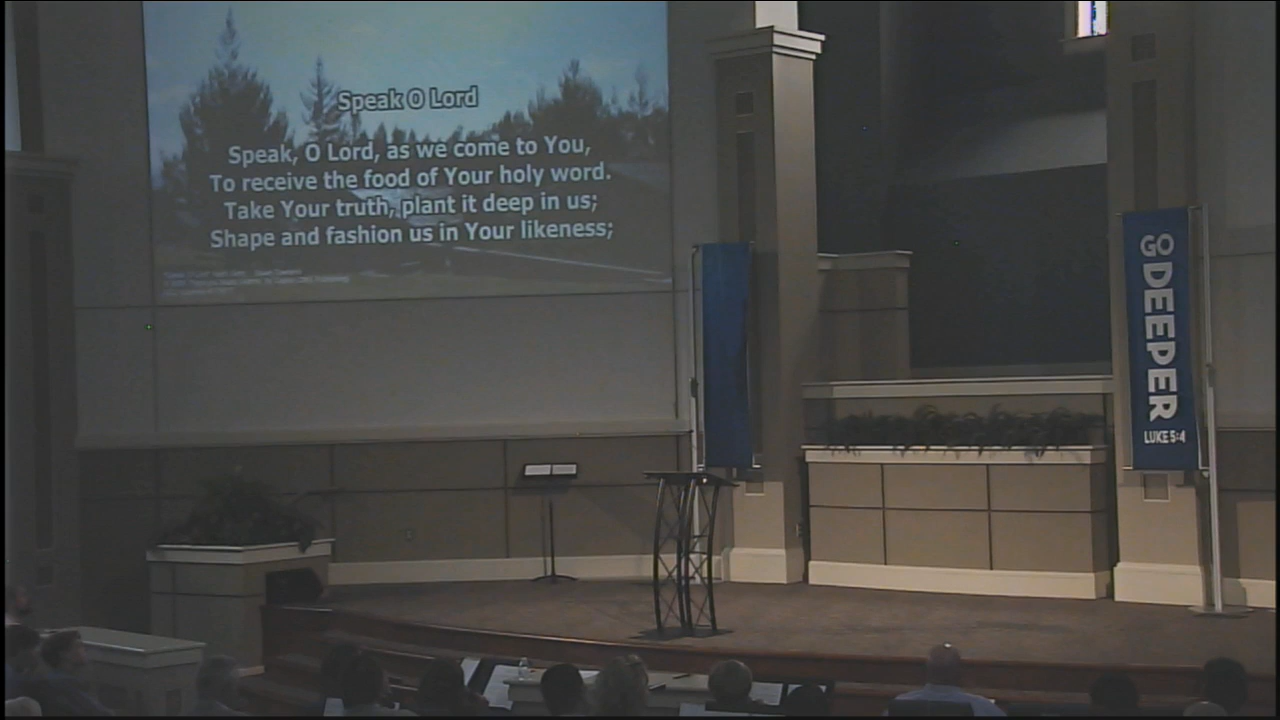 Speak O Lord
Speak, O Lord, as we come to You,
To receive the food of Your holy word.
Take Your truth, plant it deep in us;
Shape and fashion us in Your likeness;
GO
DEEPER
LUKE 5:4